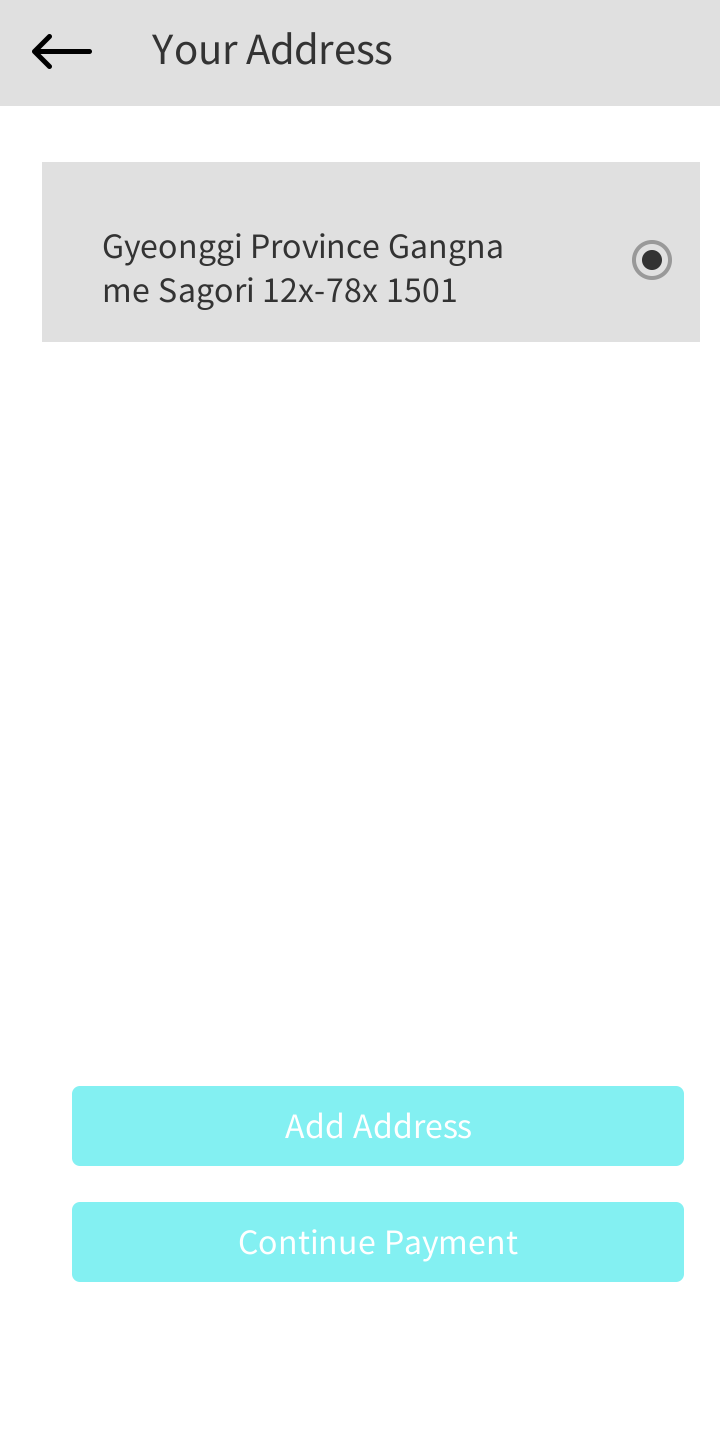 Your Address
Gyeonggi Province Gangna
me Sagori 12x-78x 1501
Add Address
Continue Payment